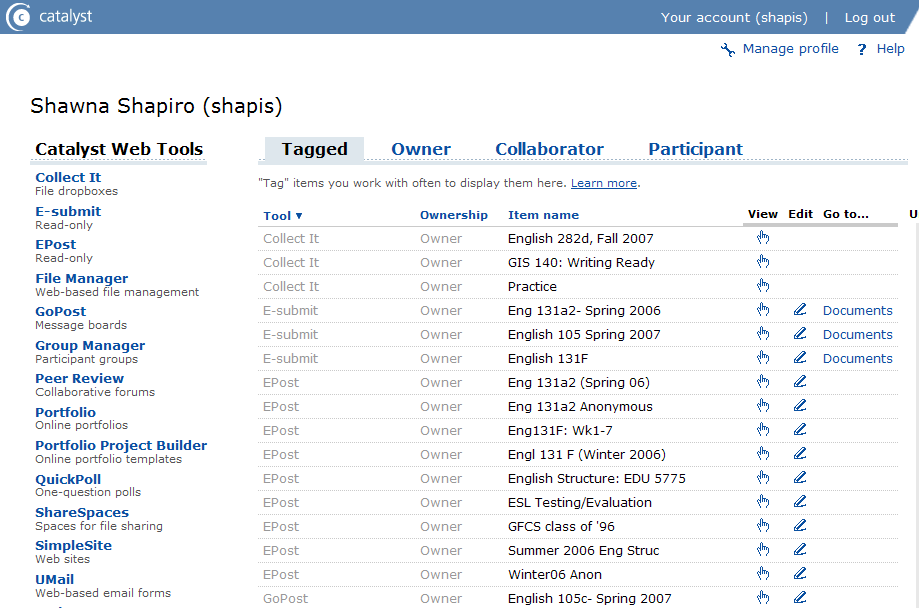 catalyst
Your account (shapis) | Log out
Manage profile ? Help
Shawna Shapiro (shapis)
Catalyst Web Tools
Collect It
File dropboxes
E-submit
Read-only
EPost
Read-only
File Manager
Web-based file management
GoPost
Message boards
Group Manager
Participant groups
Peer Review
Collaborative forums
Portfolio
Online portfolios
Portfolio Project Builder
Online portfolio templates
QuickPoll
One-question polls
ShareSpaces
Spaces for file sharing
SimpleSite
Web sites
UMail
Web-based email forms
Tagged Owner Collaborator Participant
"Tag" items you work with often to display them here. Learn more.
Tool ▼ Ownership Item name View Edit Go to... U
Collect It Owner English 282d, Fall 2007
Collect It Owner GIS 140: Writing Ready
Collect It Owner Practice
E-submit Owner Eng 131a2- Spring 2006 Documents
E-submit Owner English 105 Spring 2007 Documents
E-submit Owner English 131F Documents
EPost Owner Eng 131a2 (Spring 06)
EPost Owner Eng 131a2 Anonymous
EPost Owner Eng131F: Wk1-7
EPost Owner Engl 131 F (Winter 2006)
EPost Owner English Structure: EDU 5775
EPost Owner ESL Testing/Evaluation
EPost Owner GFCS class of '96
EPost Owner Summer 2006 Eng Struc
EPost Owner Winter06 Anon
GoPost Owner English 105c- Spring 2007